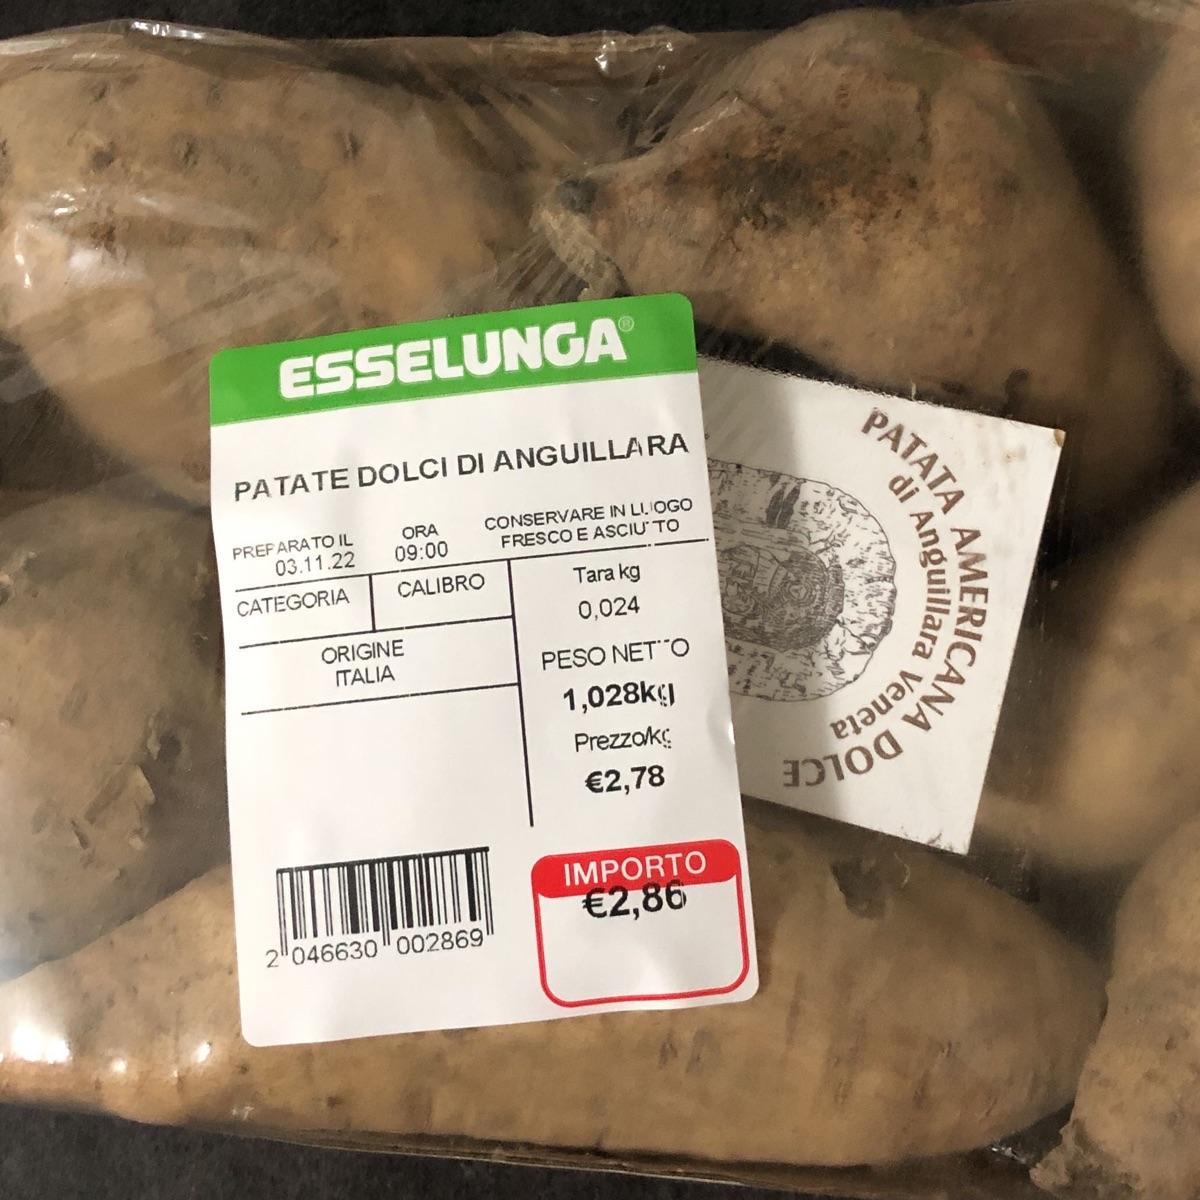 ESSELUNGA®
PATATE DOLCI DI ANGUILLARA
PREPARATO IL
03.11.22
ORA
09:00
CONSERVARE IN LUOGO
FRESCO E ASCIUTTO
CATEGORIA
CALIBRO
ORIGINE
ITALIA
Tara kg
0,024
PESO NETTO
1,028kg
Prezzo/kg
€2,78
IMPORTO
€2,86
2 046630 002869
PATATA AMERICANA DOLCE
di Anguillara Veneta